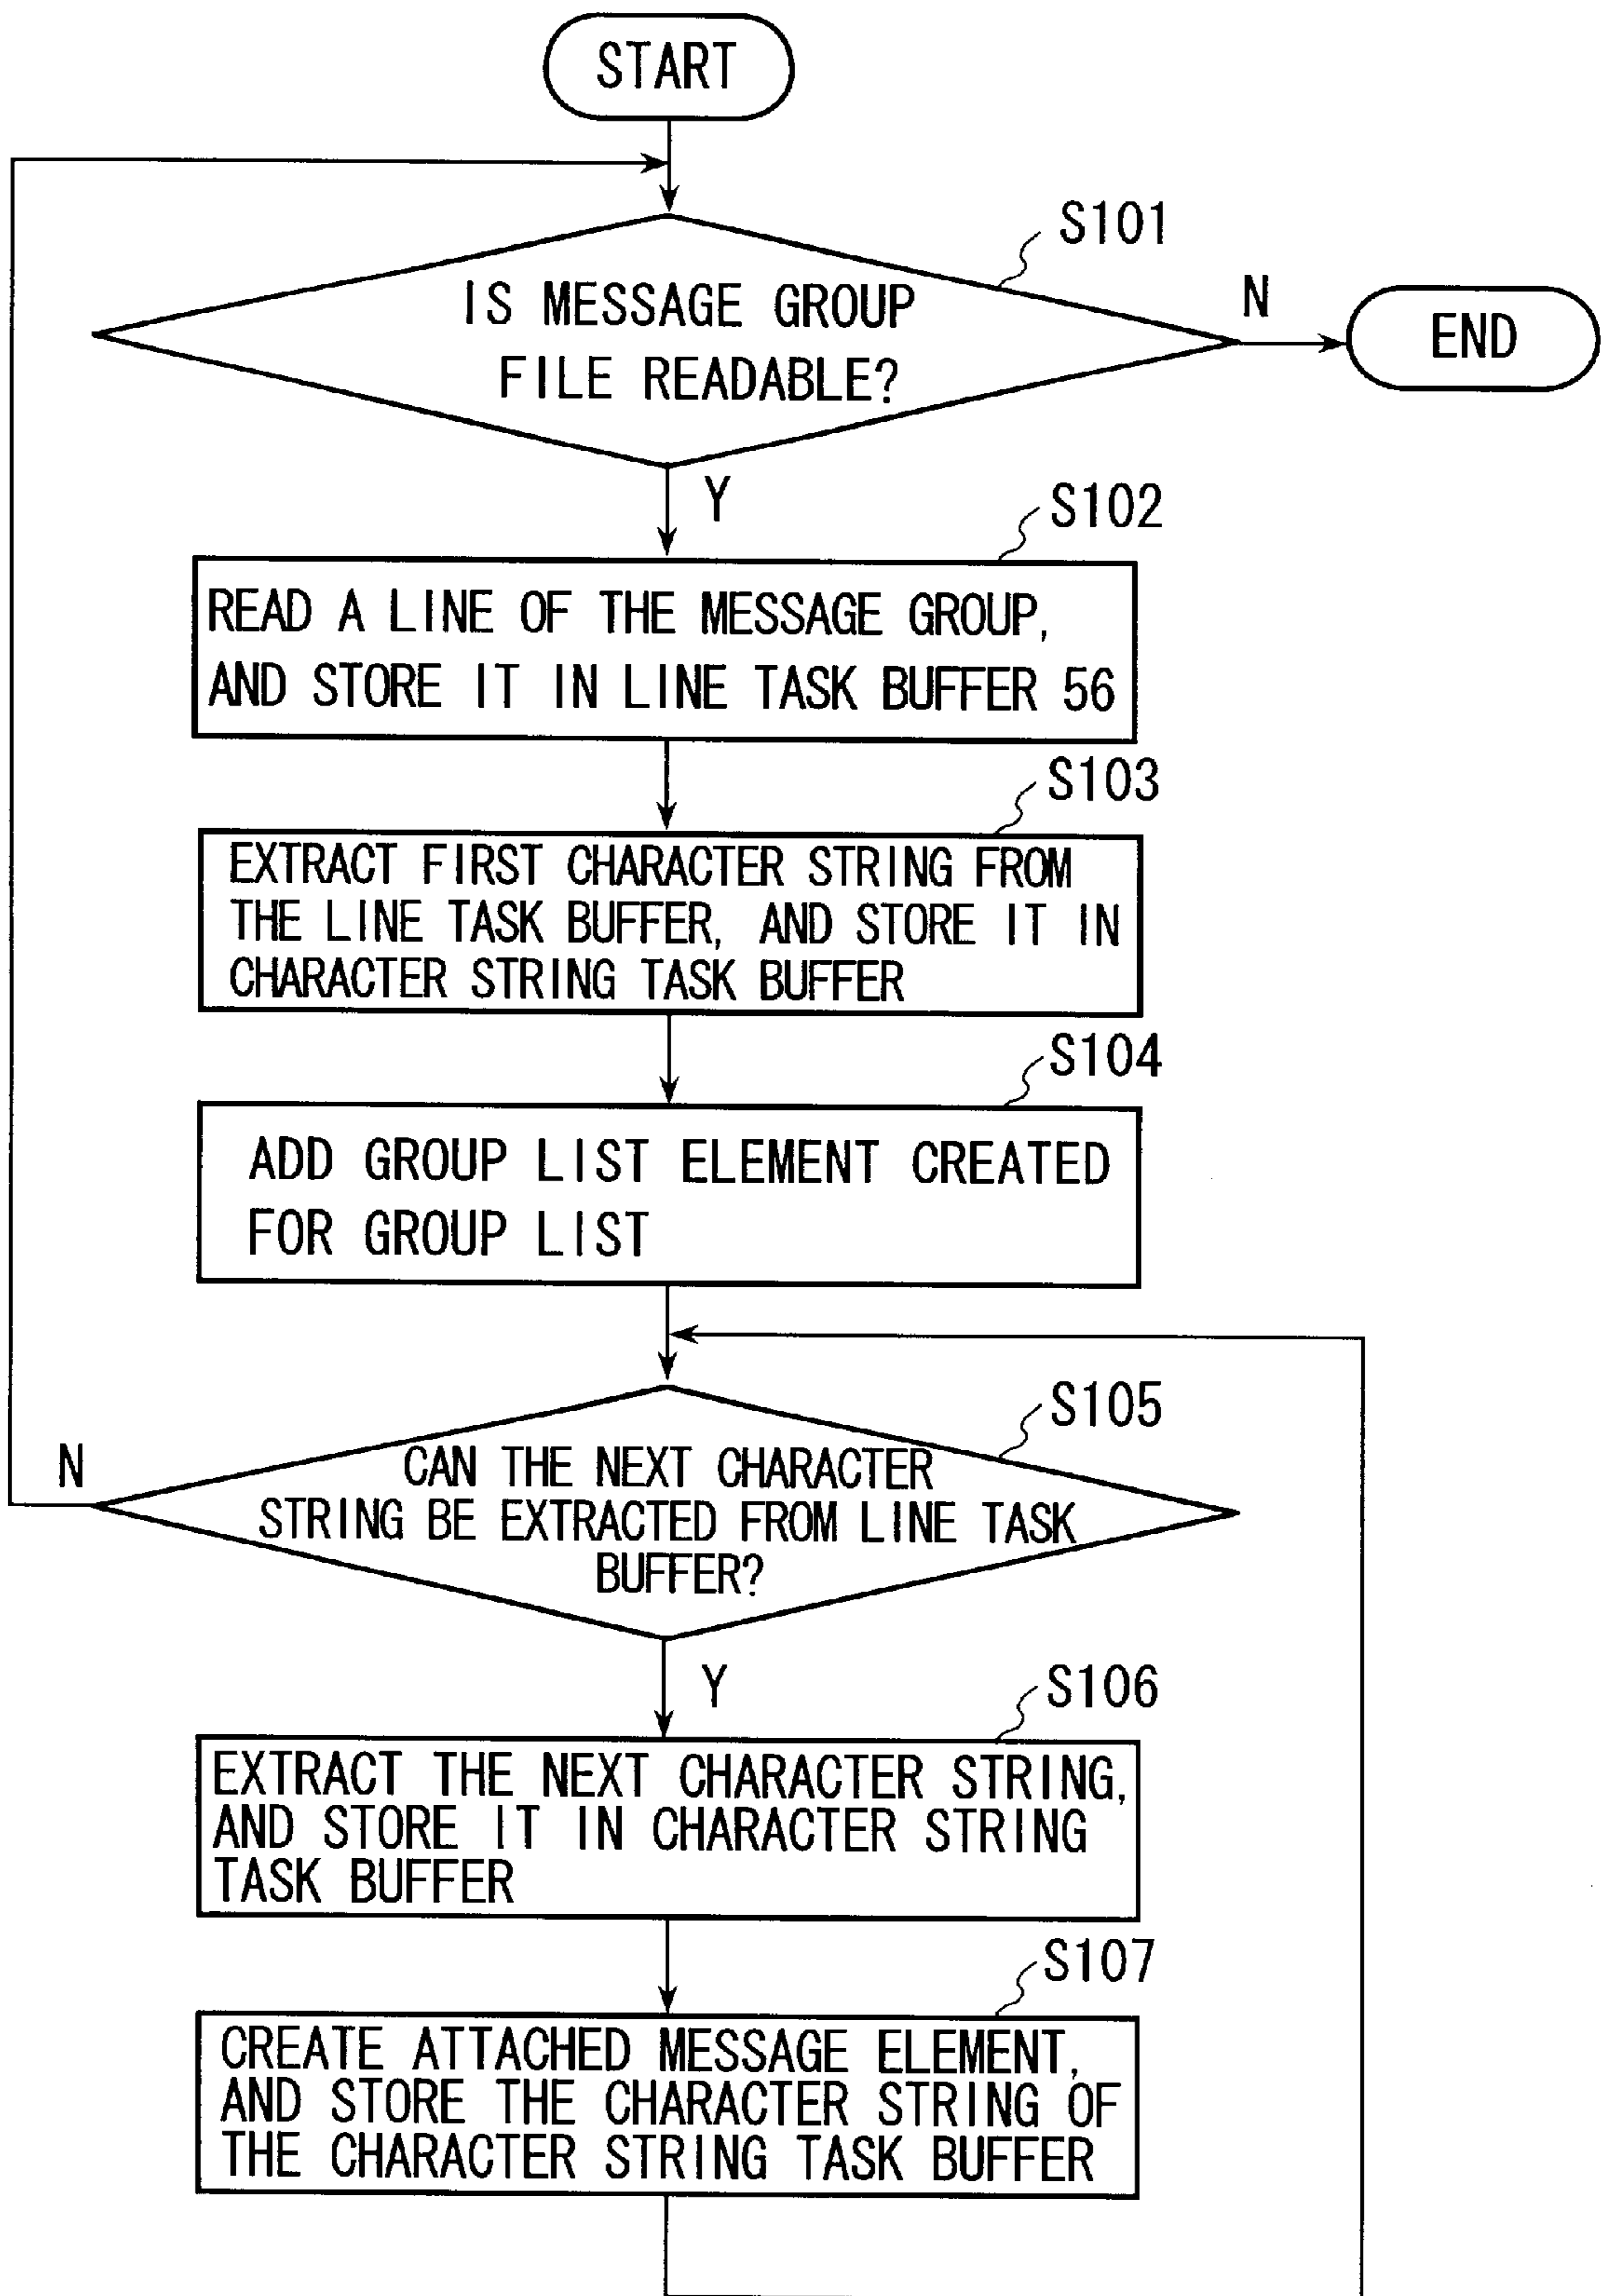 START
S101
IS MESSAGE GROUP
FILE READABLE?
N
END
Y
S102
READ A LINE OF THE MESSAGE GROUP,
AND STORE IT IN LINE TASK BUFFER 56
S103
EXTRACT FIRST CHARACTER STRING FROM
THE LINE TASK BUFFER, AND STORE IT IN
CHARACTER STRING TASK BUFFER
S104
ADD GROUP LIST ELEMENT CREATED
FOR GROUP LIST
S105
N
CAN THE NEXT CHARACTER
STRING BE EXTRACTED FROM LINE TASK
BUFFER?
Y
S106
EXTRACT THE NEXT CHARACTER STRING,
AND STORE IT IN CHARACTER STRING
TASK BUFFER
S107
CREATE ATTACHED MESSAGE ELEMENT,
AND STORE THE CHARACTER STRING OF
THE CHARACTER STRING TASK BUFFER